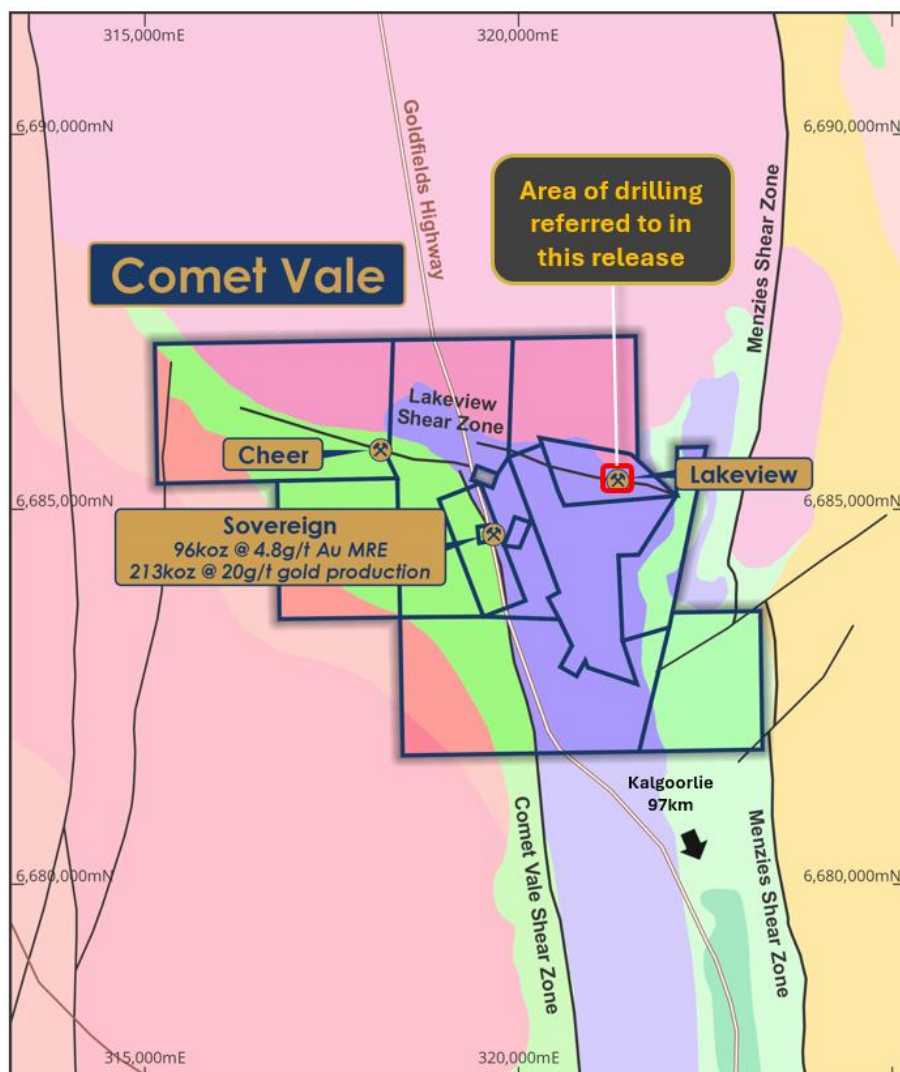 315,000mE
320,000mE
6,690,000mN
6,690,000mN
Goldfields Highway
Menzies Shear Zone
Area of drilling
referred to in
this release
Comet Vale
Lakeview
Shear Zone
Cheer
Lakeview
6,685,000mN
6,685,000mN
Sovereign
96koz @ 4.8g/t Au MRE
213koz @ 20g/t gold production
Kalgoorlie
97km
Comet Vale Shear Zone
Menzies Shear Zone
6,680,000mN
6,680,000mN
315,000mE
320,000mE